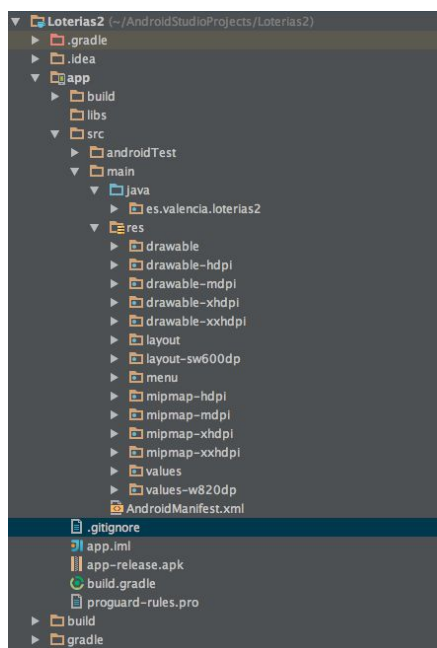 Loterias2 (~/AndroidStudioProjects/Loterias2)
.gradle
.idea
app
build
libs
src
androidTest
main
java
es.valencia.loterias2
res
drawable
drawable-hdpi
drawable-mdpi
drawable-xhdpi
drawable-xxhdpi
layout
layout-sw600dp
menu
mipmap-hdpi
mipmap-mdpi
mipmap-xhdpi
mipmap-xxhdpi
values
values-w820dp
AndroidManifest.xml
.gitignore
app.iml
app-release.apk
build.gradle
proguard-rules.pro
build
gradle